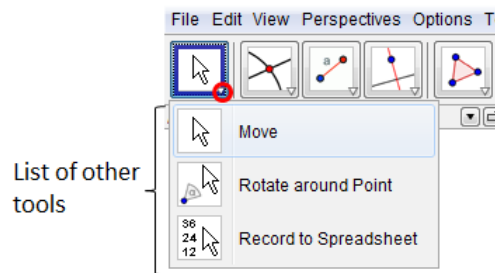 File Edit View Perspectives Options T
a
Move
List of other
tools
α
Rotate around Point
36
24
12
Record to Spreadsheet